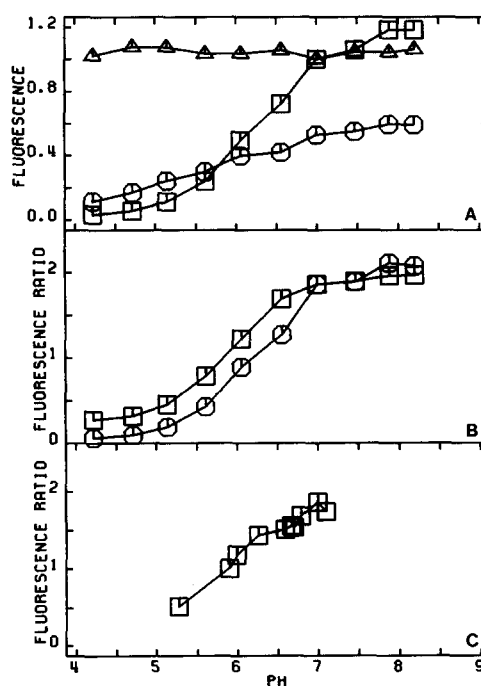 1.2
0.8
0.4
0.0
FLUORESCENCE
A
2
1
0
FLUORESCENCE RATIO
B
2
1
0
FLUORESCENCE RATIO
C
4 5 6 7 8 9
PH